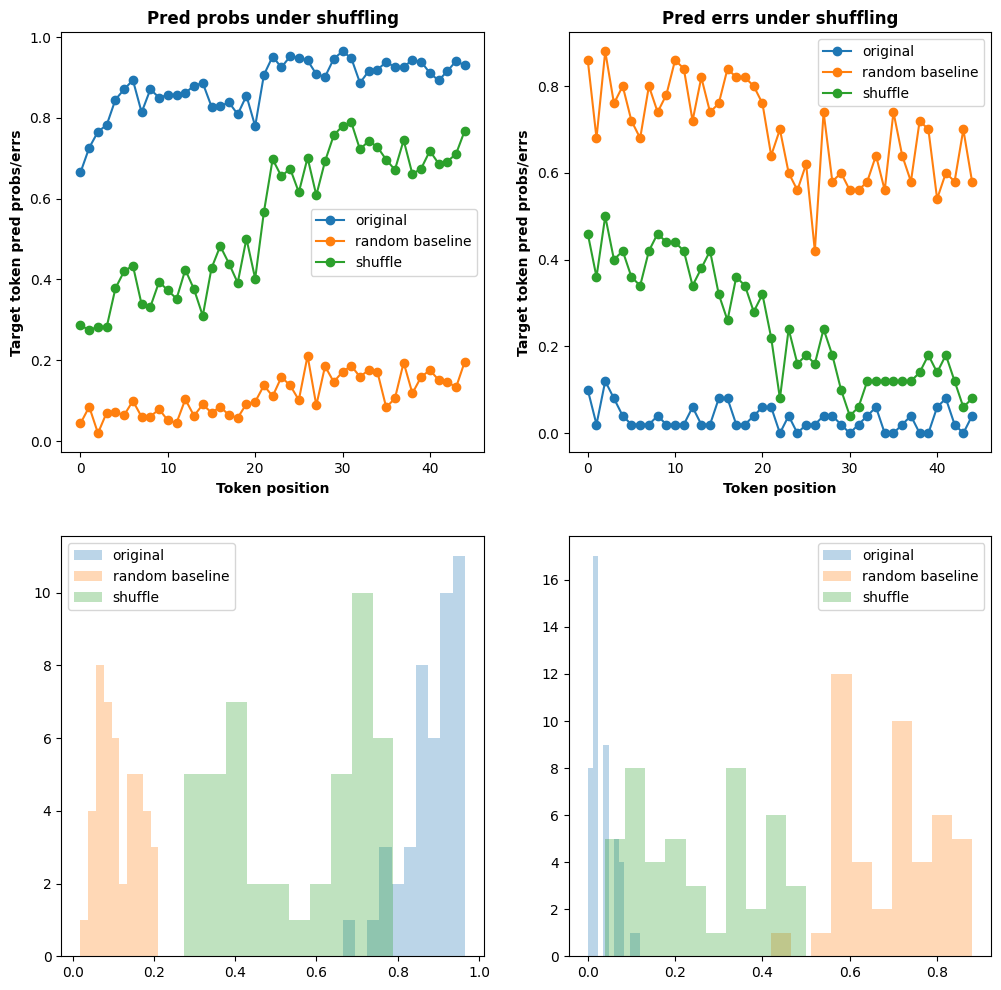 Pred probs under shuffling
Target token pred probs/errs
1.0
0.8
0.6
0.4
0.2
0.0
original
random baseline
shuffle
0 10 20 30 40
Token position
Pred errs under shuffling
Target token pred probs/errs
0.8
0.6
0.4
0.2
0.0
original
random baseline
shuffle
0 10 20 30 40
Token position
original
random baseline
shuffle
10
8
6
4
2
0
0.0 0.2 0.4 0.6 0.8 1.0
original
random baseline
shuffle
16
14
12
10
8
6
4
2
0
0.0 0.2 0.4 0.6 0.8